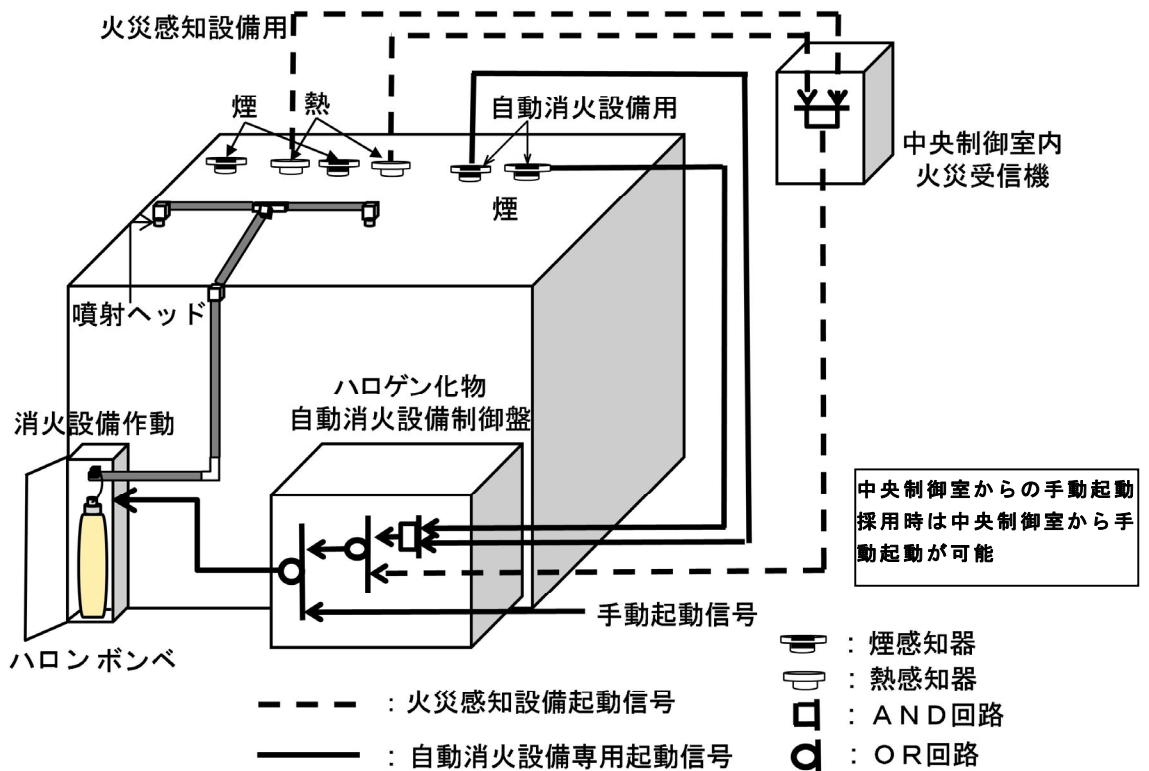 火災感知設備用
煙
熱
自動消火設備用
煙
中央制御室内
火災受信機
噴射ヘッド
ハロゲン化物
自動消火設備制御盤
消火設備作動
中央制御室からの手動起動
採用時は中央制御室から手
動起動が可能
手動起動信号
ハロンボンベ
：煙感知器
：熱感知器
：ＡＮＤ回路
：ＯＲ回路
：火災感知設備起動信号
：自動消火設備専用起動信号